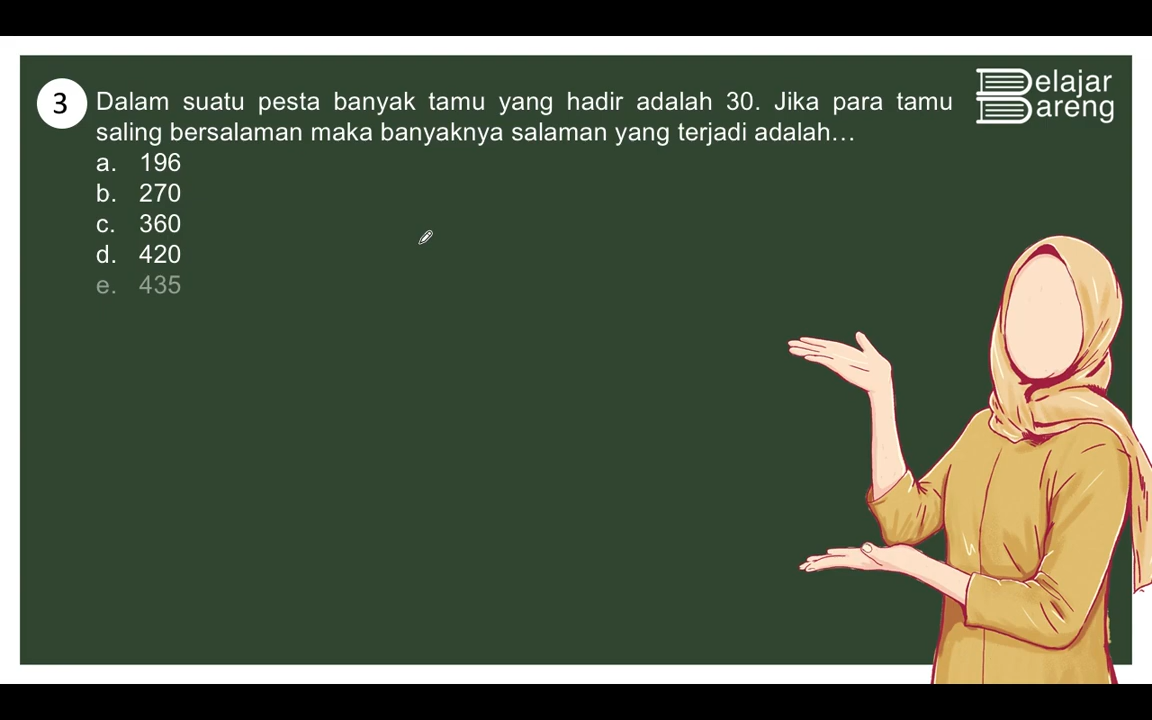 3
Dalam suatu pesta banyak tamu yang hadir adalah 30. Jika para tamu
saling bersalaman maka banyaknya salaman yang terjadi adalah...
a. 196
b. 270
c. 360
d. 420
e. 435
Belajar
Bareng